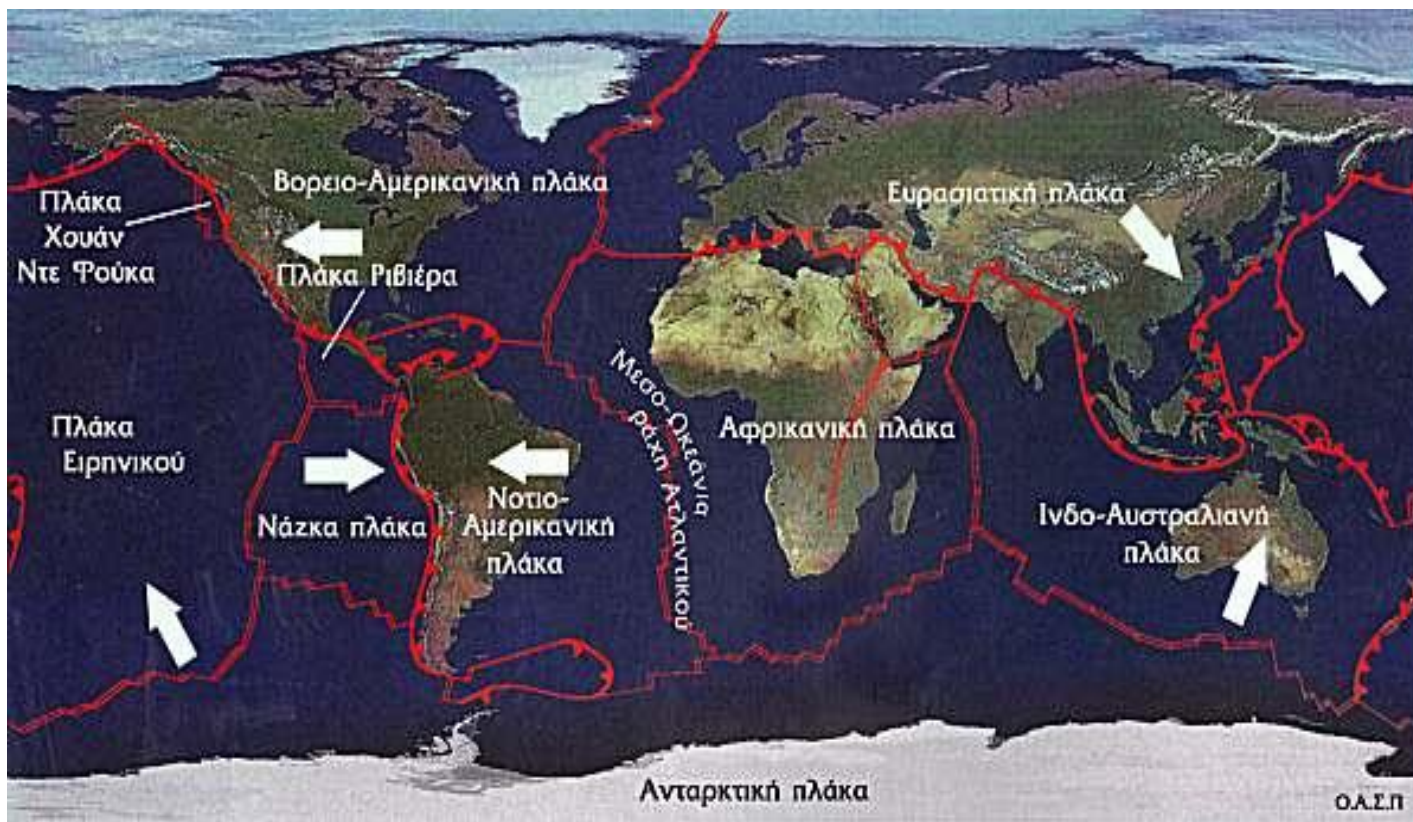 Βορειο-Αμερικανική πλάκα
Ευρασιατική πλάκα
Πλάκα
Χουάν
Ντε Φούκα
Πλάκα Ριβιέρα
Πλάκα
Ειρηνικού
Νάζκα πλάκα
Νοτιο-
Αμερικανική
πλάκα
Μεσο-Ωκεάνια
ράχη Ατλαντικού
Αφρικανική πλάκα
Ινδο-Αυστραλιανή
πλάκα
Ανταρκτική πλάκα
Ο.Α.Σ.Π